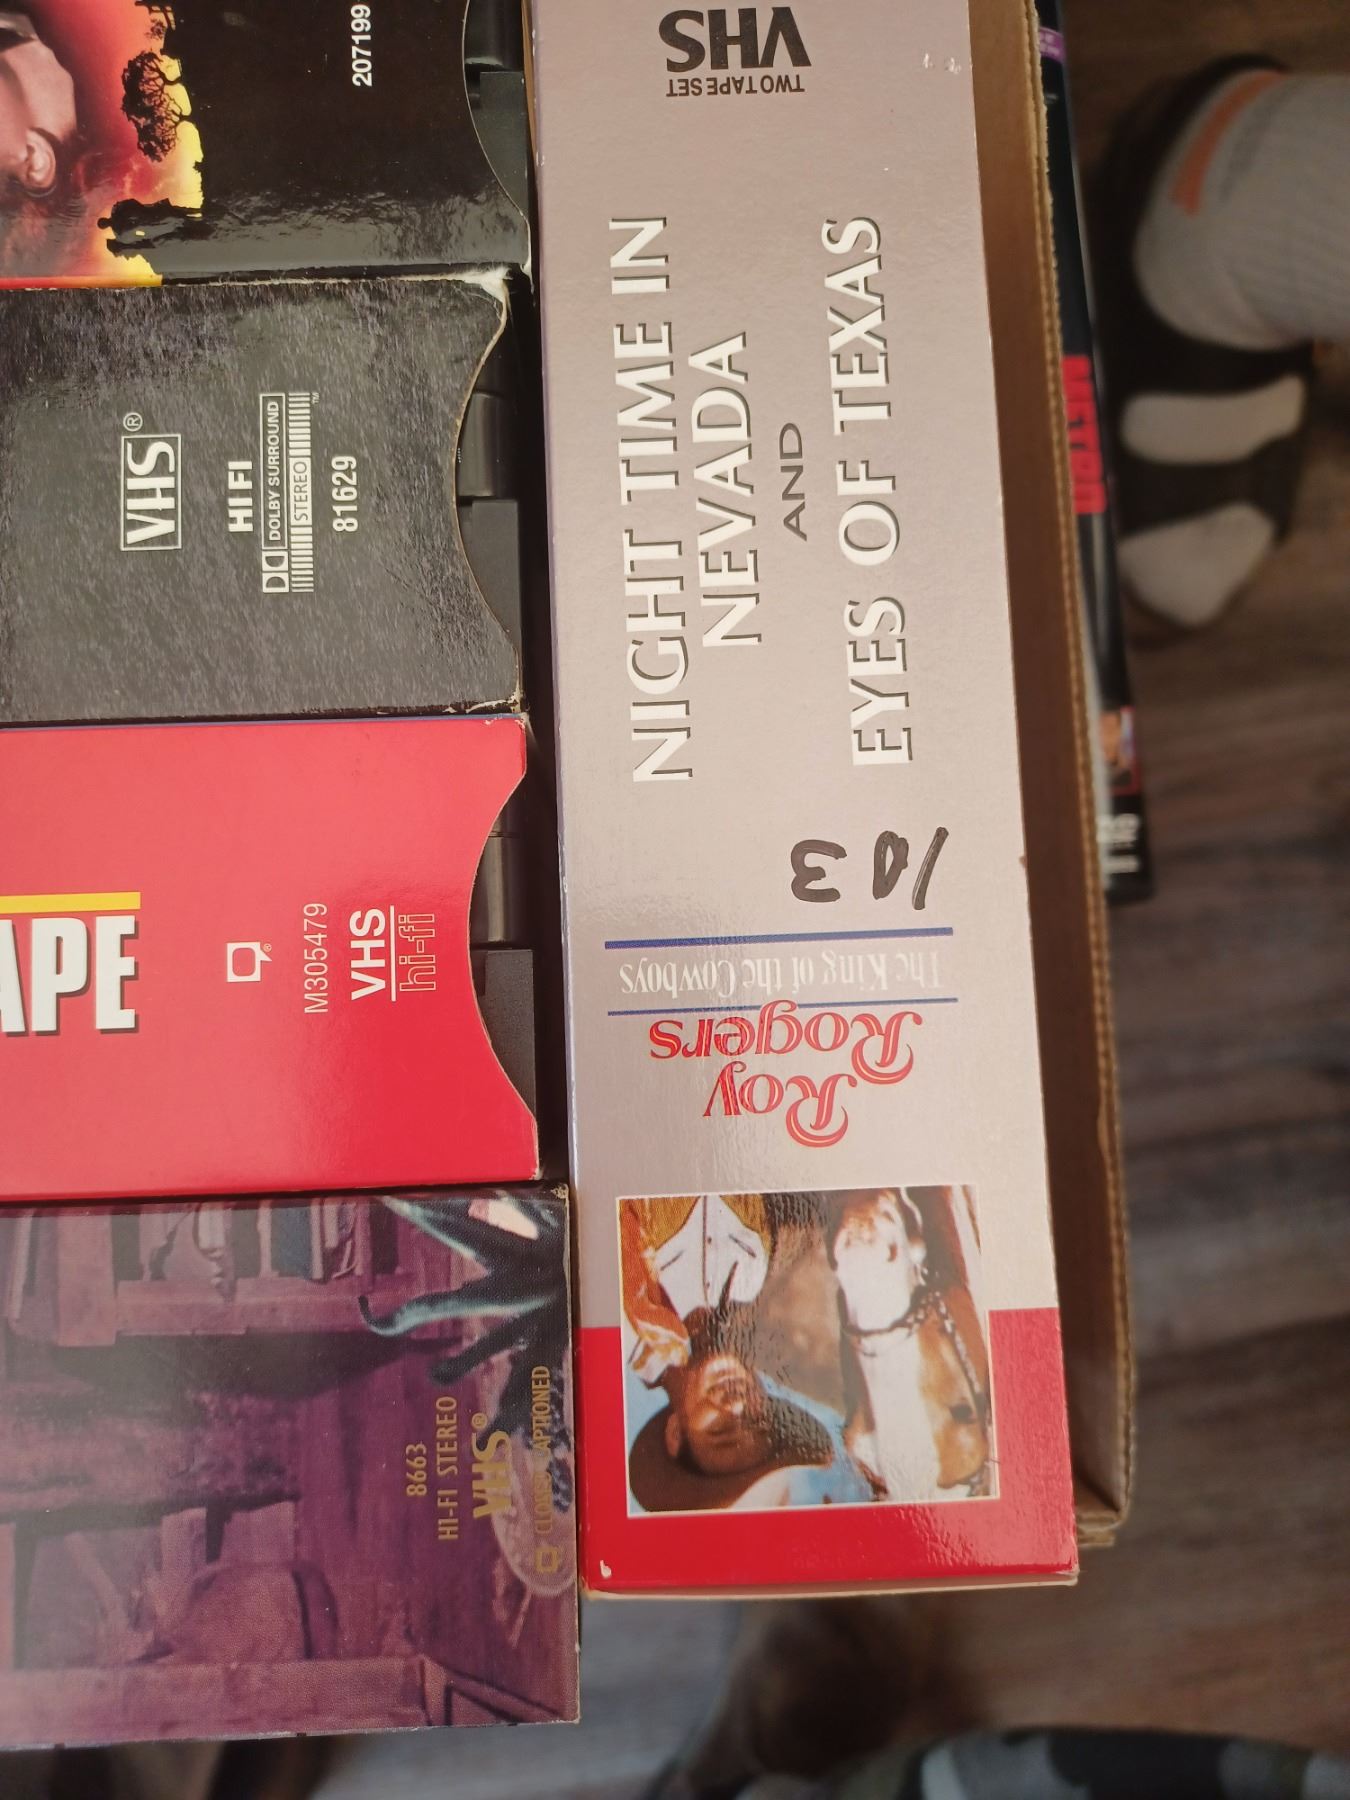 207199
VHS®
HI FI
DOLBY SURROUND
STEREO™
81629
APE
M305479
VHS
hi-fi
8663
HI-FI STEREO
VHS®
CLOSED CAPTIONED
TWO TAPE SET
VHS
NIGHT TIME IN
NEVADA
AND
EYES OF TEXAS
103
The King of the Cowboys
Roy
Rogers